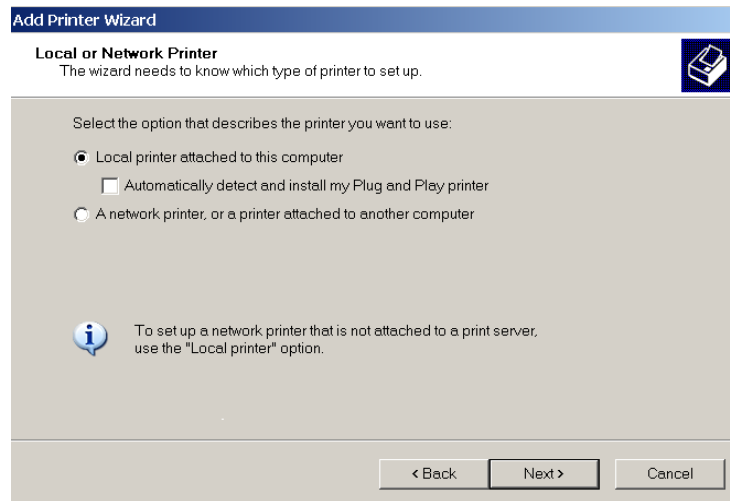 Add Printer Wizard
Local or Network Printer
The wizard needs to know which type of printer to set up.
Select the option that describes the printer you want to use:
Local printer attached to this computer
Automatically detect and install my Plug and Play printer
A network printer, or a printer attached to another computer
To set up a network printer that is not attached to a print server,
use the "Local printer" option.
< Back Next > Cancel